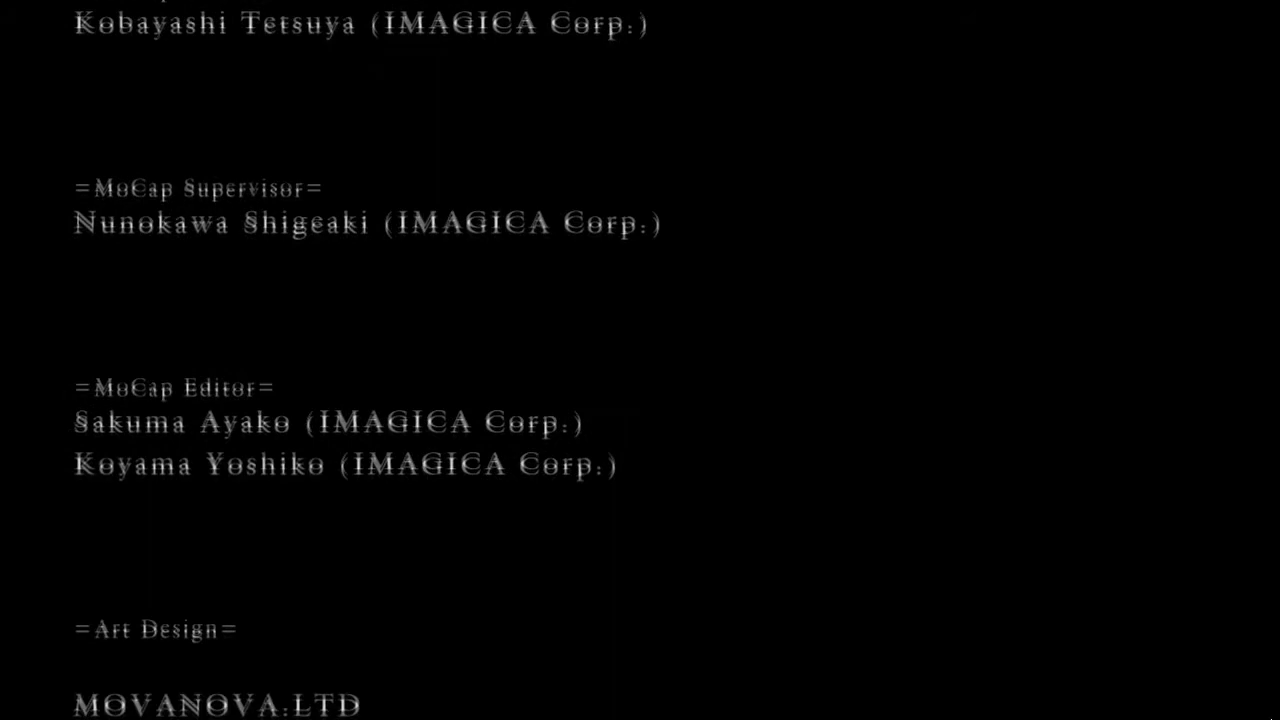 Kobayashi Tetsuya (IMAGICA Corp.)
=MoCap Supervisor=
Nunokawa Shigeaki (IMAGICA Corp.)
=MoCap Editor=
Sakuma Ayako (IMAGICA Corp.)
Koyama Yoshiko (IMAGICA Corp.)
=Art Design=
MOVANOVA.LTD